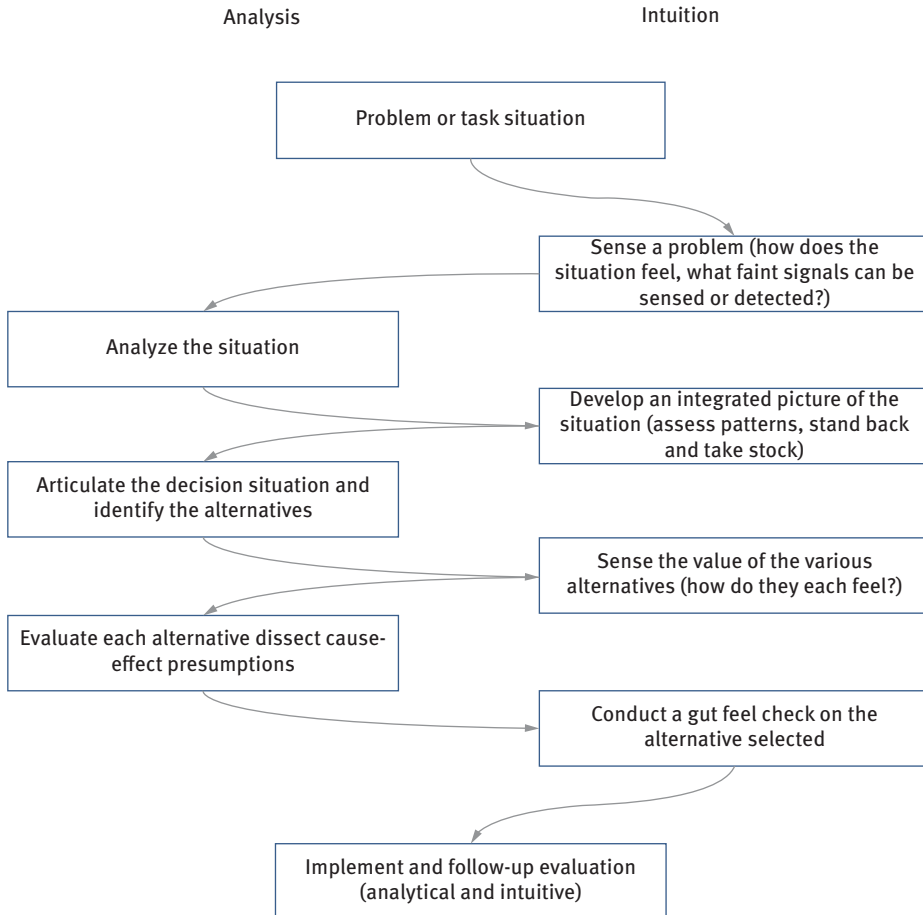 Analysis
Intuition
Problem or task situation
Sense a problem (how does the
situation feel, what faint signals can be
sensed or detected?)
Analyze the situation
Develop an integrated picture of the
situation (assess patterns, stand back
and take stock)
Articulate the decision situation and
identify the alternatives
Sense the value of the various
alternatives (how do they each feel?)
Evaluate each alternative dissect cause-
effect presumptions
Conduct a gut feel check on the
alternative selected
Implement and follow-up evaluation
(analytical and intuitive)